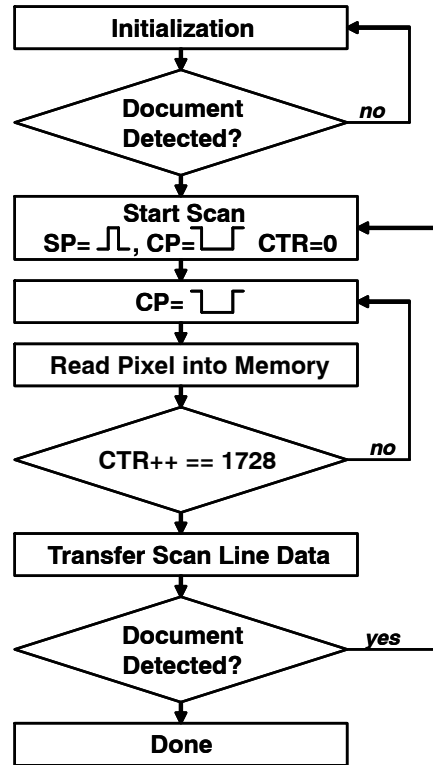 Initialization
Document
Detected?
no
Start Scan
SP= , CP= CTR=0
CP=
Read Pixel into Memory
CTR++ == 1728
no
Transfer Scan Line Data
Document
Detected?
yes
Done